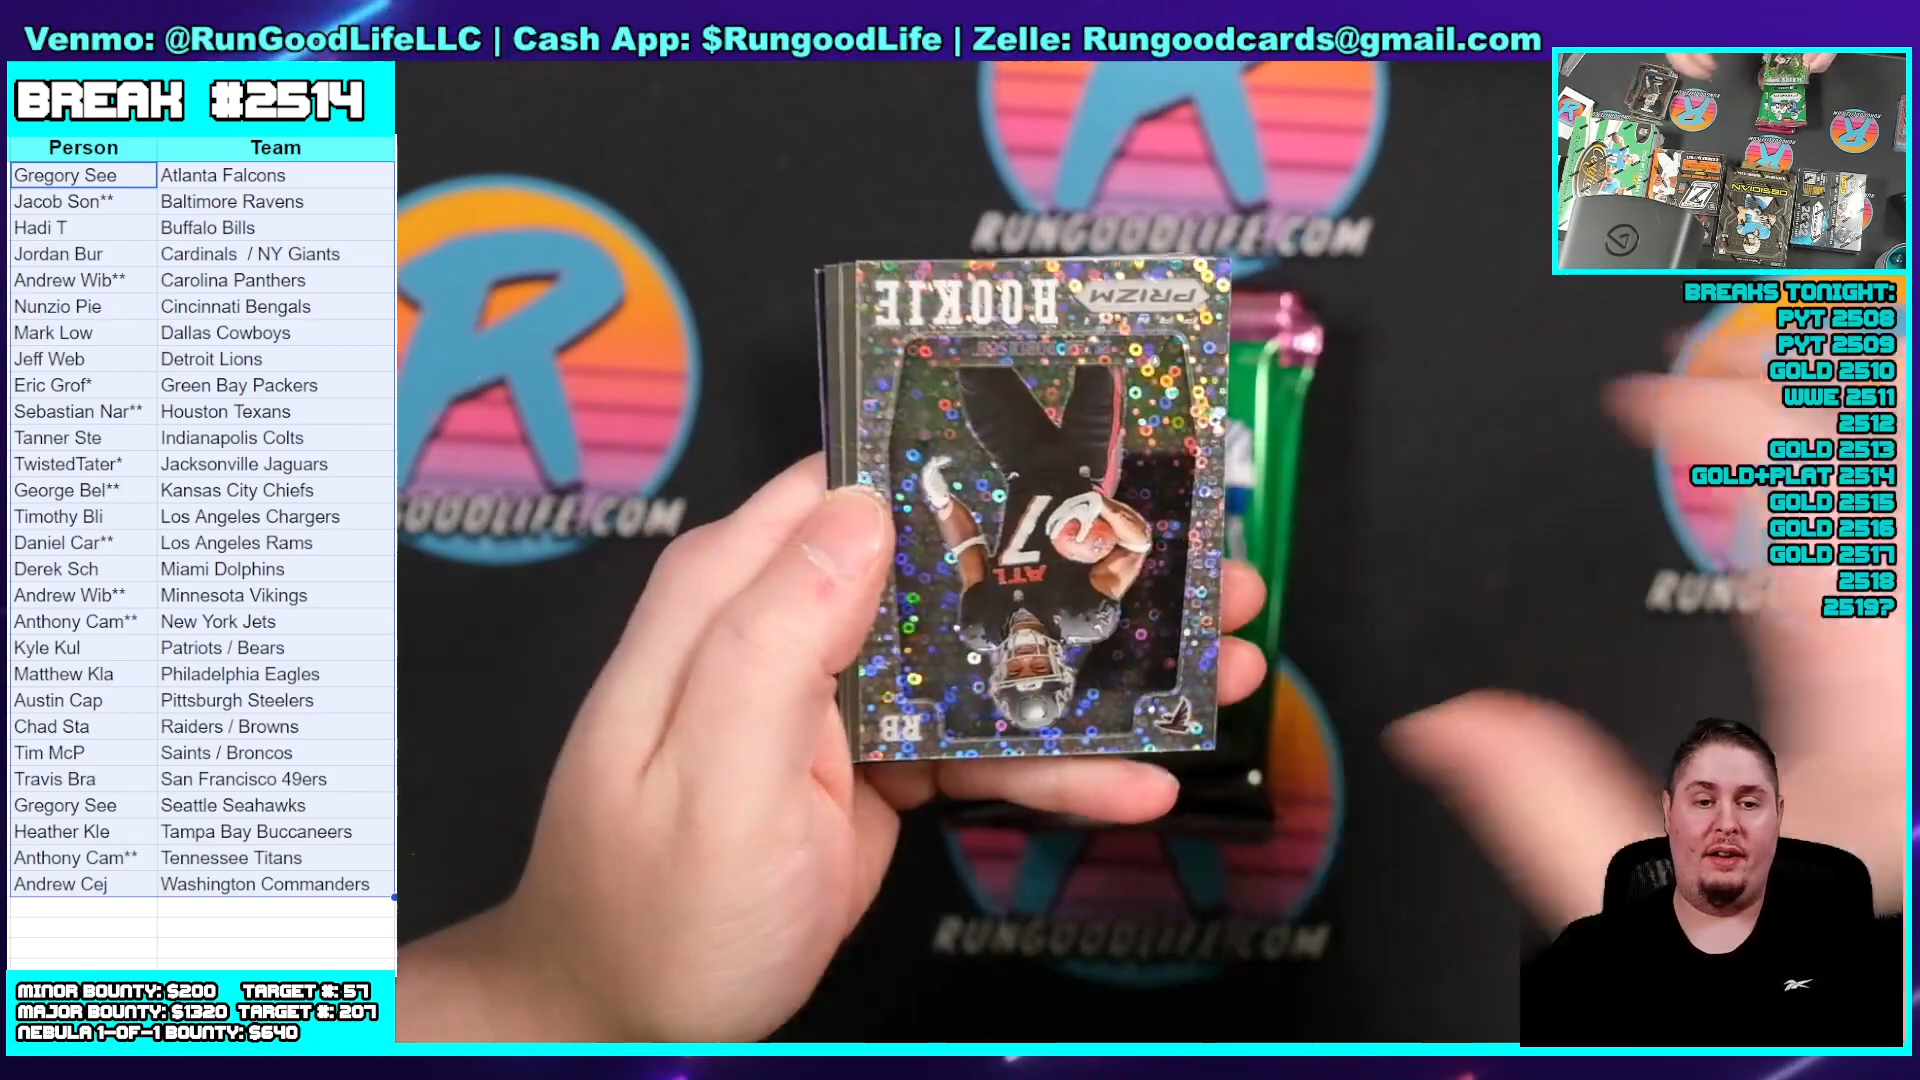 Venmo: @RunGoodLifeLLC | Cash App: $RungoodLife | Zelle: Rungoodcards@gmail.com
BREAK #2514
Person Team
Gregory See Atlanta Falcons
Jacob Son** Baltimore Ravens
Hadi T Buffalo Bills
Jordan Bur Cardinals / NY Giants
Andrew Wib** Carolina Panthers
Nunzio Pie Cincinnati Bengals
Mark Low Dallas Cowboys
Jeff Web Detroit Lions
Eric Grof* Green Bay Packers
Sebastian Nar** Houston Texans
Tanner Ste Indianapolis Colts
TwistedTater* Jacksonville Jaguars
George Bel** Kansas City Chiefs
Timothy Bli Los Angeles Chargers
Daniel Car** Los Angeles Rams
Derek Sch Miami Dolphins
Andrew Wib** Minnesota Vikings
Anthony Cam** New York Jets
Kyle Kul Patriots / Bears
Matthew Kla Philadelphia Eagles
Austin Cap Pittsburgh Steelers
Chad Sta Raiders / Browns
Tim McP Saints / Broncos
Travis Bra San Francisco 49ers
Gregory See Seattle Seahawks
Heather Kle Tampa Bay Buccaneers
Anthony Cam** Tennessee Titans
Andrew Cej Washington Commanders
MINOR BOUNTY: $200 TARGET #: 57
MAJOR BOUNTY: $1320 TARGET #: 207
NEBULA 1-OF-1 BOUNTY: $640
RUNGOODLIFE.COM
GOODLIFE.COM
ROOKIE PRIZM
7
ATL
RB
RUNGOODLIFE.COM
OBSIDIAN
2022
BREAKS TONIGHT:
PYT 2508
PYT 2509
GOLD 2510
WWE 2511
2512
GOLD 2513
GOLD+PLAT 2514
GOLD 2515
GOLD 2516
GOLD 2517
2518
2519?